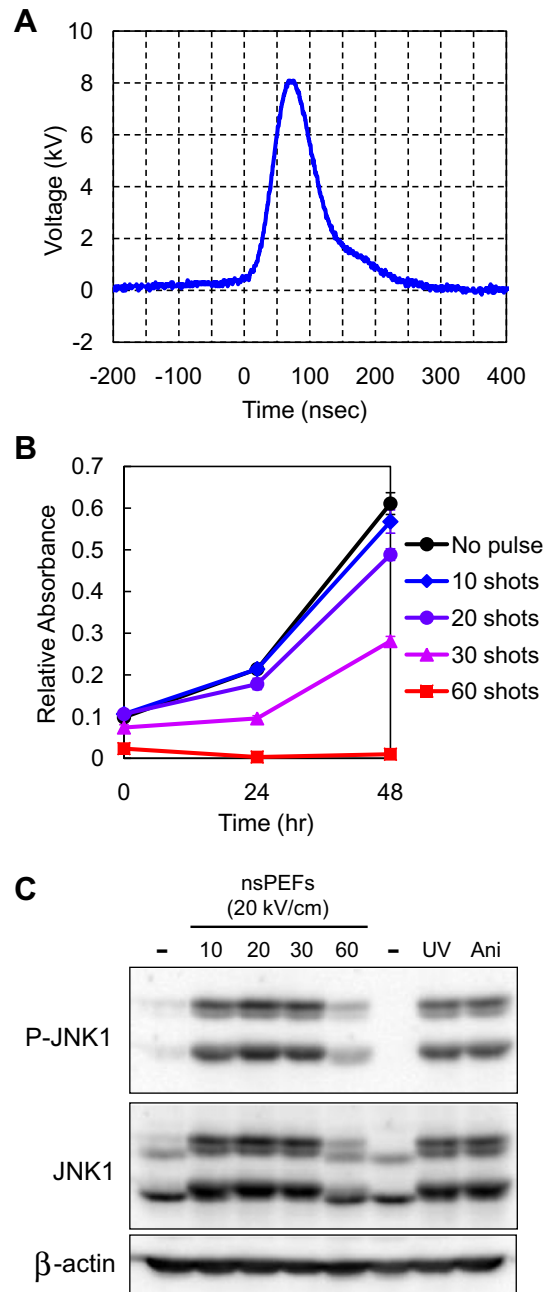 A
10
8
6
4
2
0
-2
Voltage (kV)
-200 -100 0 100 200 300 400
Time (nsec)
B
0.7
0.6
0.5
0.4
0.3
0.2
0.1
0
Relative Absorbance
0 24 48
Time (hr)
No pulse
10 shots
20 shots
30 shots
60 shots
C
nsPEFs
(20 kV/cm)
– 10 20 30 60 – UV Ani
P-JNK1
JNK1
β-actin